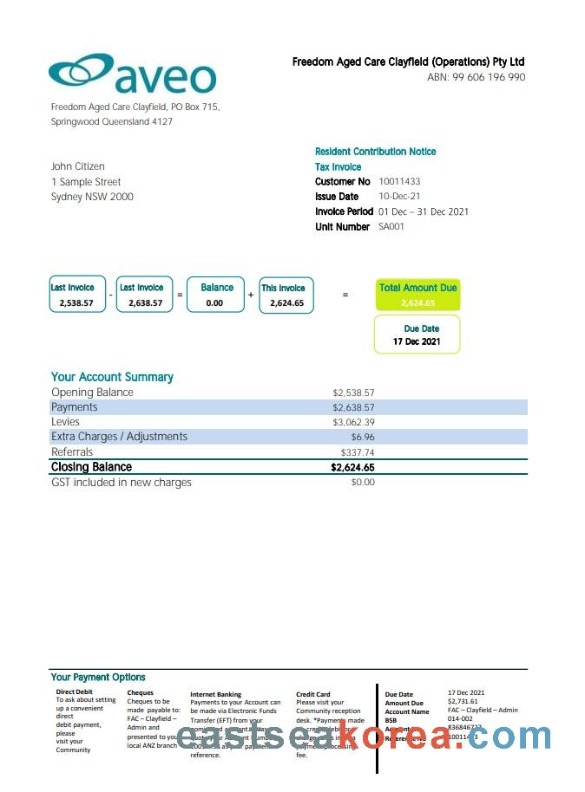 aveo
Freedom Aged Care Clayfield (Operations) Pty Ltd
ABN: 99 606 196 990
Freedom Aged Care Clayfield, PO Box 715,
Springwood Queensland 4127
Resident Contribution Notice
Tax Invoice
Customer No 10011433
Issue Date 10-Dec-21
Invoice Period 01 Dec – 31 Dec 2021
Unit Number SA001
John Citizen
1 Sample Street
Sydney NSW 2000
Last Invoice Last Invoice Balance This Invoice Total Amount Due
2,538.57 - 2,638.57 = 0.00 + 2,624.65 = 2,624.65
Due Date
17 Dec 2021
Your Account Summary
Opening Balance $2,538.57
Payments $2,638.57
Levies $3,062.39
Extra Charges / Adjustments $6.96
Referrals $337.74
Closing Balance $2,624.65
GST included in new charges $0.00
Your Payment Options
Direct Debit
To ask about setting
up a convenient
direct
debit payment,
please
visit your
Community
Cheques
Cheques to be
made payable to:
FAC – Clayfield –
Admin and
presented to your
local ANZ branch
Internet Banking
Payments to your Account can
be made via Electronic Funds
Transfer (EFT) from your
reference.
Credit Card
Please visit your
Community reception
desk. *Payments made
fee.
Due Date 17 Dec 2021
Amount Due $2,731.61
Account Name FAC – Clayfield – Admin
BSB 014-002
eastseakorea.com